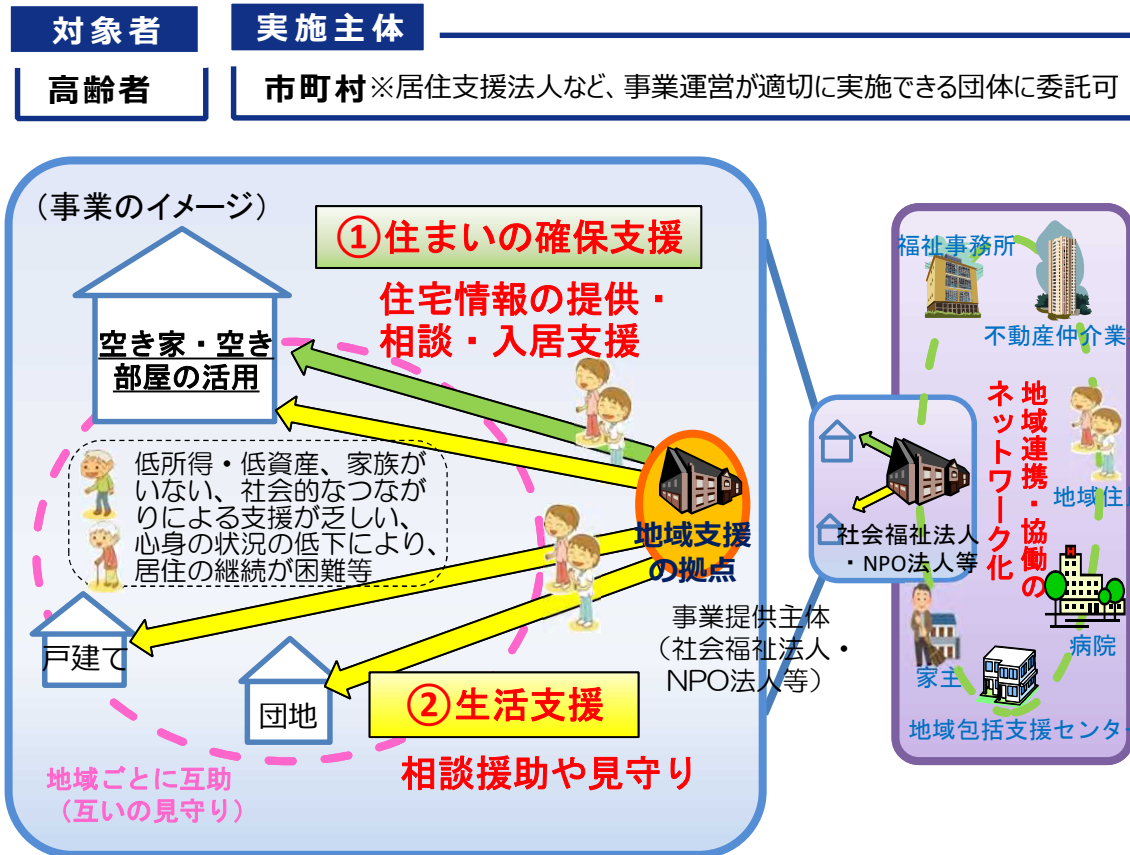 対象者
実施主体
高齢者
市町村※居住支援法人など、事業運営が適切に実施できる団体に委託可
（事業のイメージ）
①住まいの確保支援
住宅情報の提供・
相談・入居支援
空き家・空き
部屋の活用
低所得・低資産、家族が
いない、社会的なつなが
りによる支援が乏しい、
心身の状況の低下により、
居住の継続が困難等
地域支援
の拠点
事業提供主体
（社会福祉法人・
NPO法人等）
戸建て
団地
②生活支援
相談援助や見守り
地域ごとに互助
（互いの見守り）
福祉事務所
不動産仲介業
地域連携・協働の
ネットワーク化
地域住
社会福祉法人
・NPO法人等
病院
家主
地域包括支援センタ
H